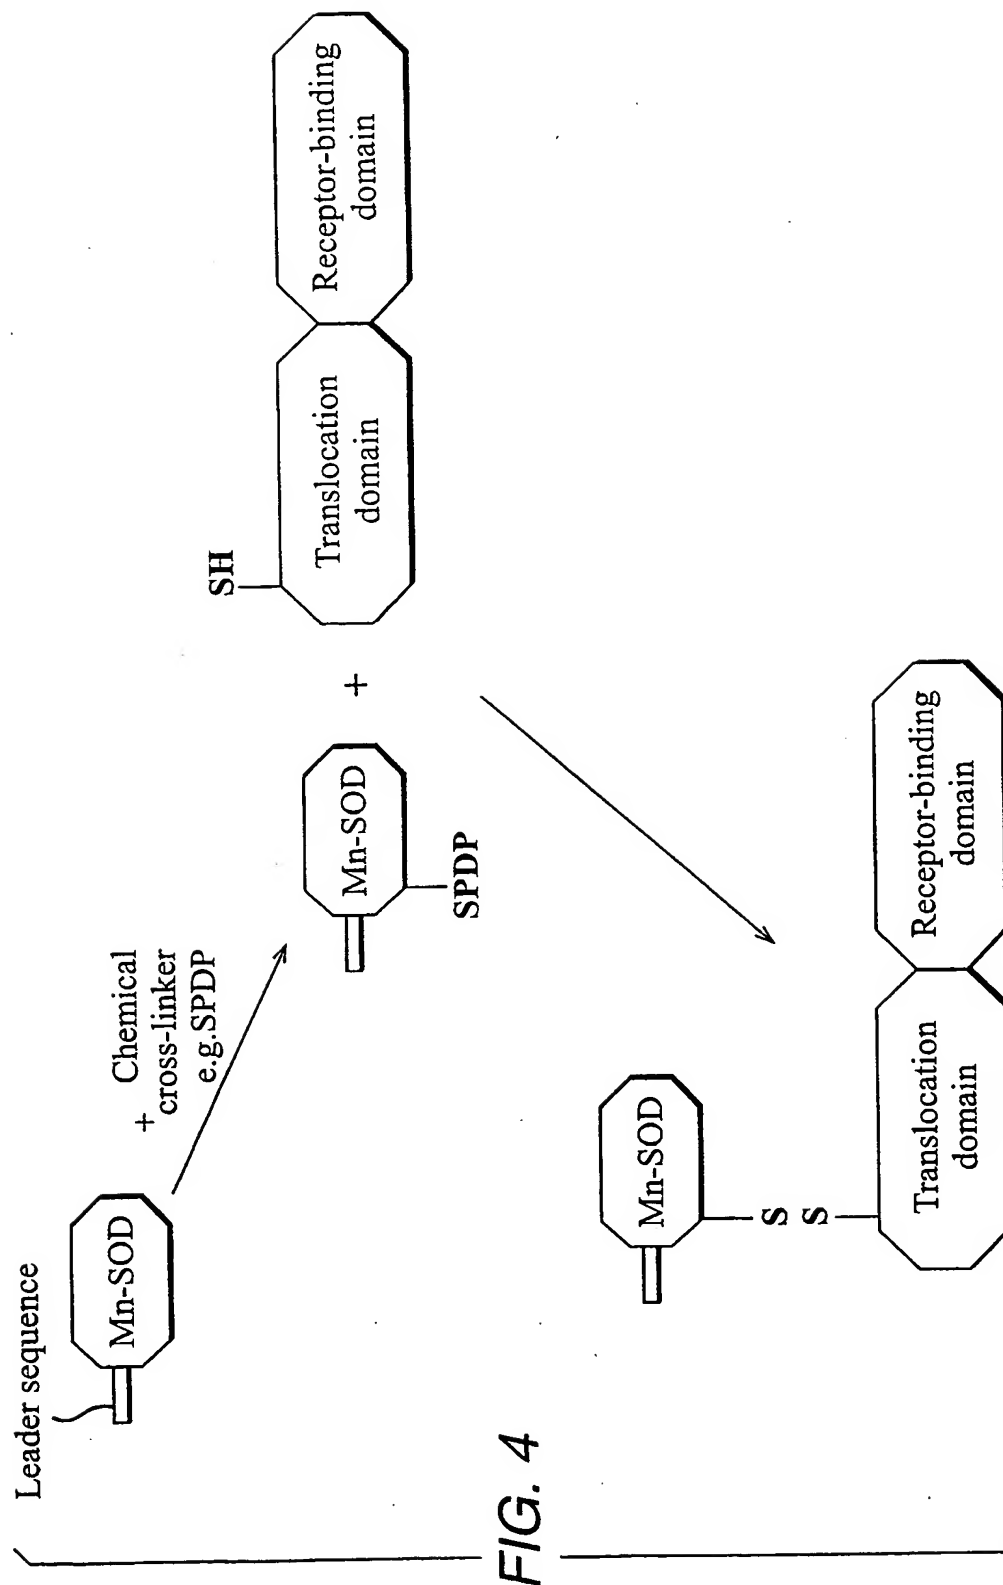 Leader sequence
Mn-SOD
+
Chemical
cross-linker
e.g.SPDP
Mn-SOD
SPDP
+
SH
Translocation
domain
Receptor-binding
domain
Mn-SOD
S
S
Translocation
domain
Receptor-binding
domain
FIG. 4